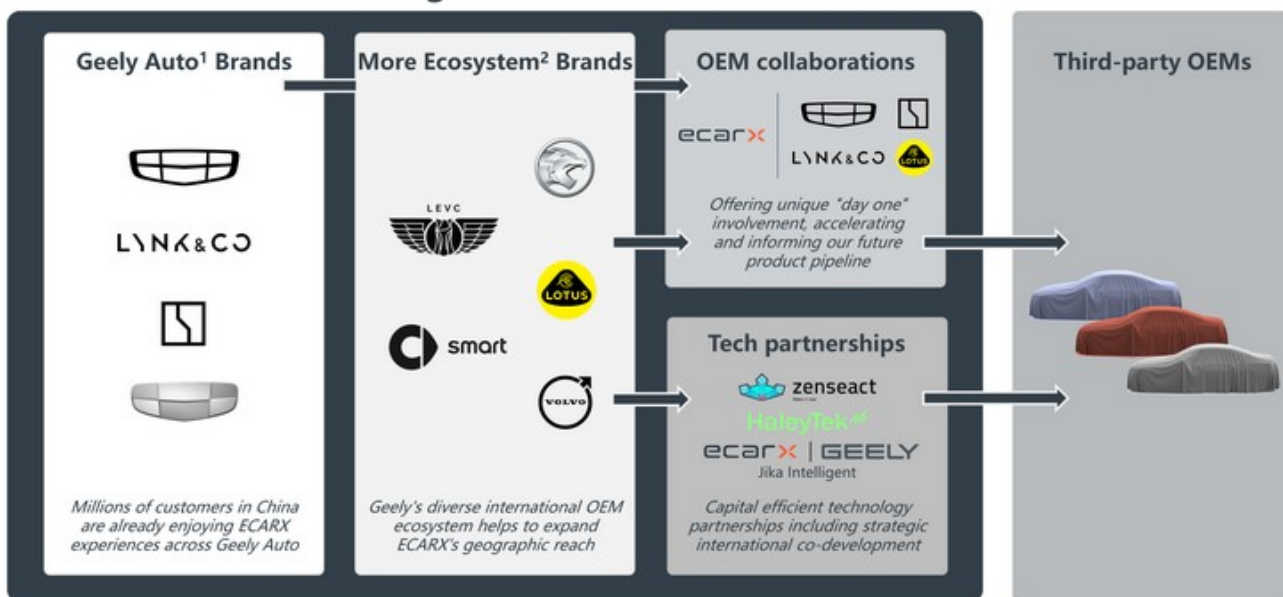 Geely Auto¹ Brands
LYNK & CO
Millions of customers in China
are already enjoying ECARX
experiences across Geely Auto
More Ecosystem² Brands
LEVC
LOTUS
smart
VOLVO
Geely's diverse international OEM
ecosystem helps to expand
ECARX's geographic reach
OEM collaborations
ecarx
LYNK & CO
LOTUS
Offering unique "day one"
involvement, accelerating
and informing our future
product pipeline
Tech partnerships
zenseact
HaleyTek
ecarx | GEELY
Jika Intelligent
Capital efficient technology
partnerships including strategic
international co-development
Third-party OEMs